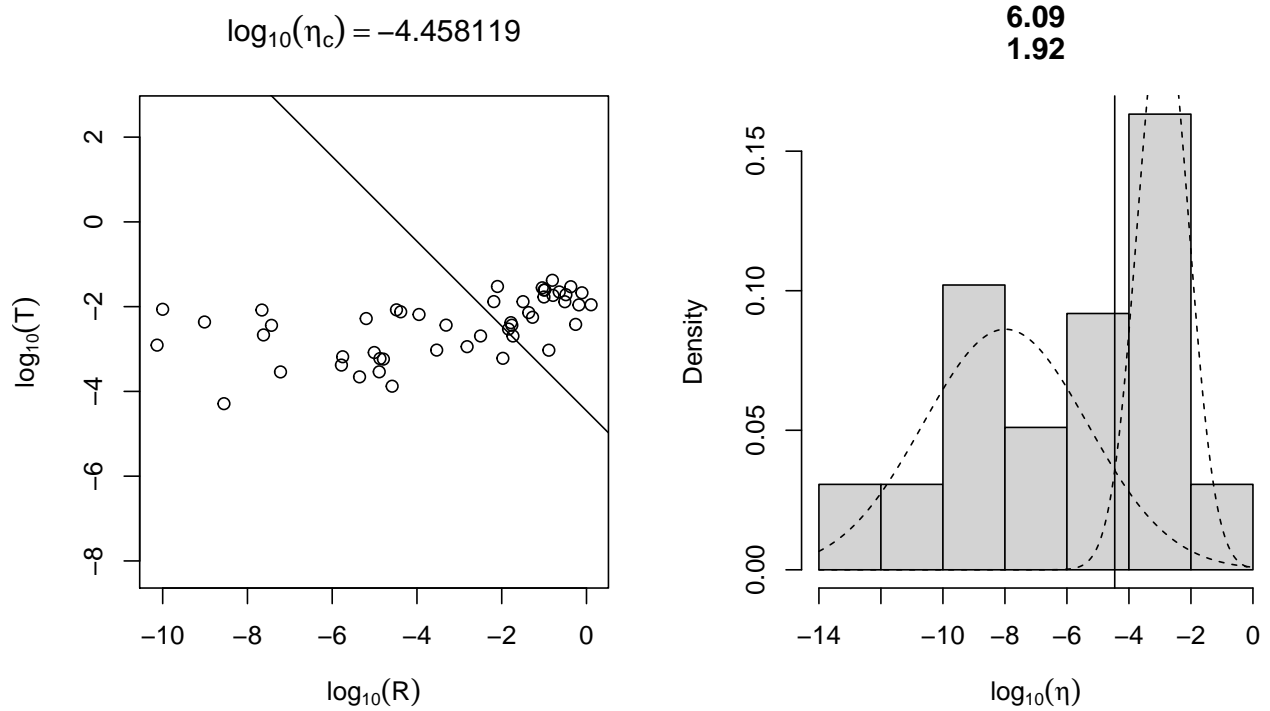 log₁₀(η꜀) = −4.458119
log₁₀(T)
2
0
−2
−4
−6
−8
−10 −8 −6 −4 −2 0
log₁₀(R)
6.09
1.92
Density
0.15
0.10
0.05
0.00
−14 −10 −8 −6 −4 −2 0
log₁₀(η)